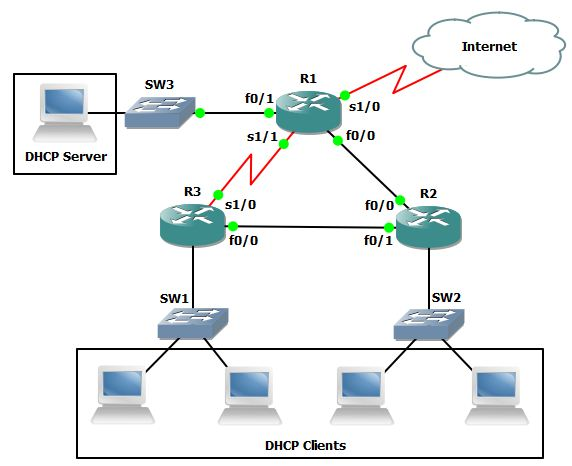 Internet
R1
SW3
f0/1
s1/0
s1/1
f0/0
DHCP Server
R3
s1/0
f0/0
R2
f0/0
f0/1
SW1
SW2
DHCP Clients